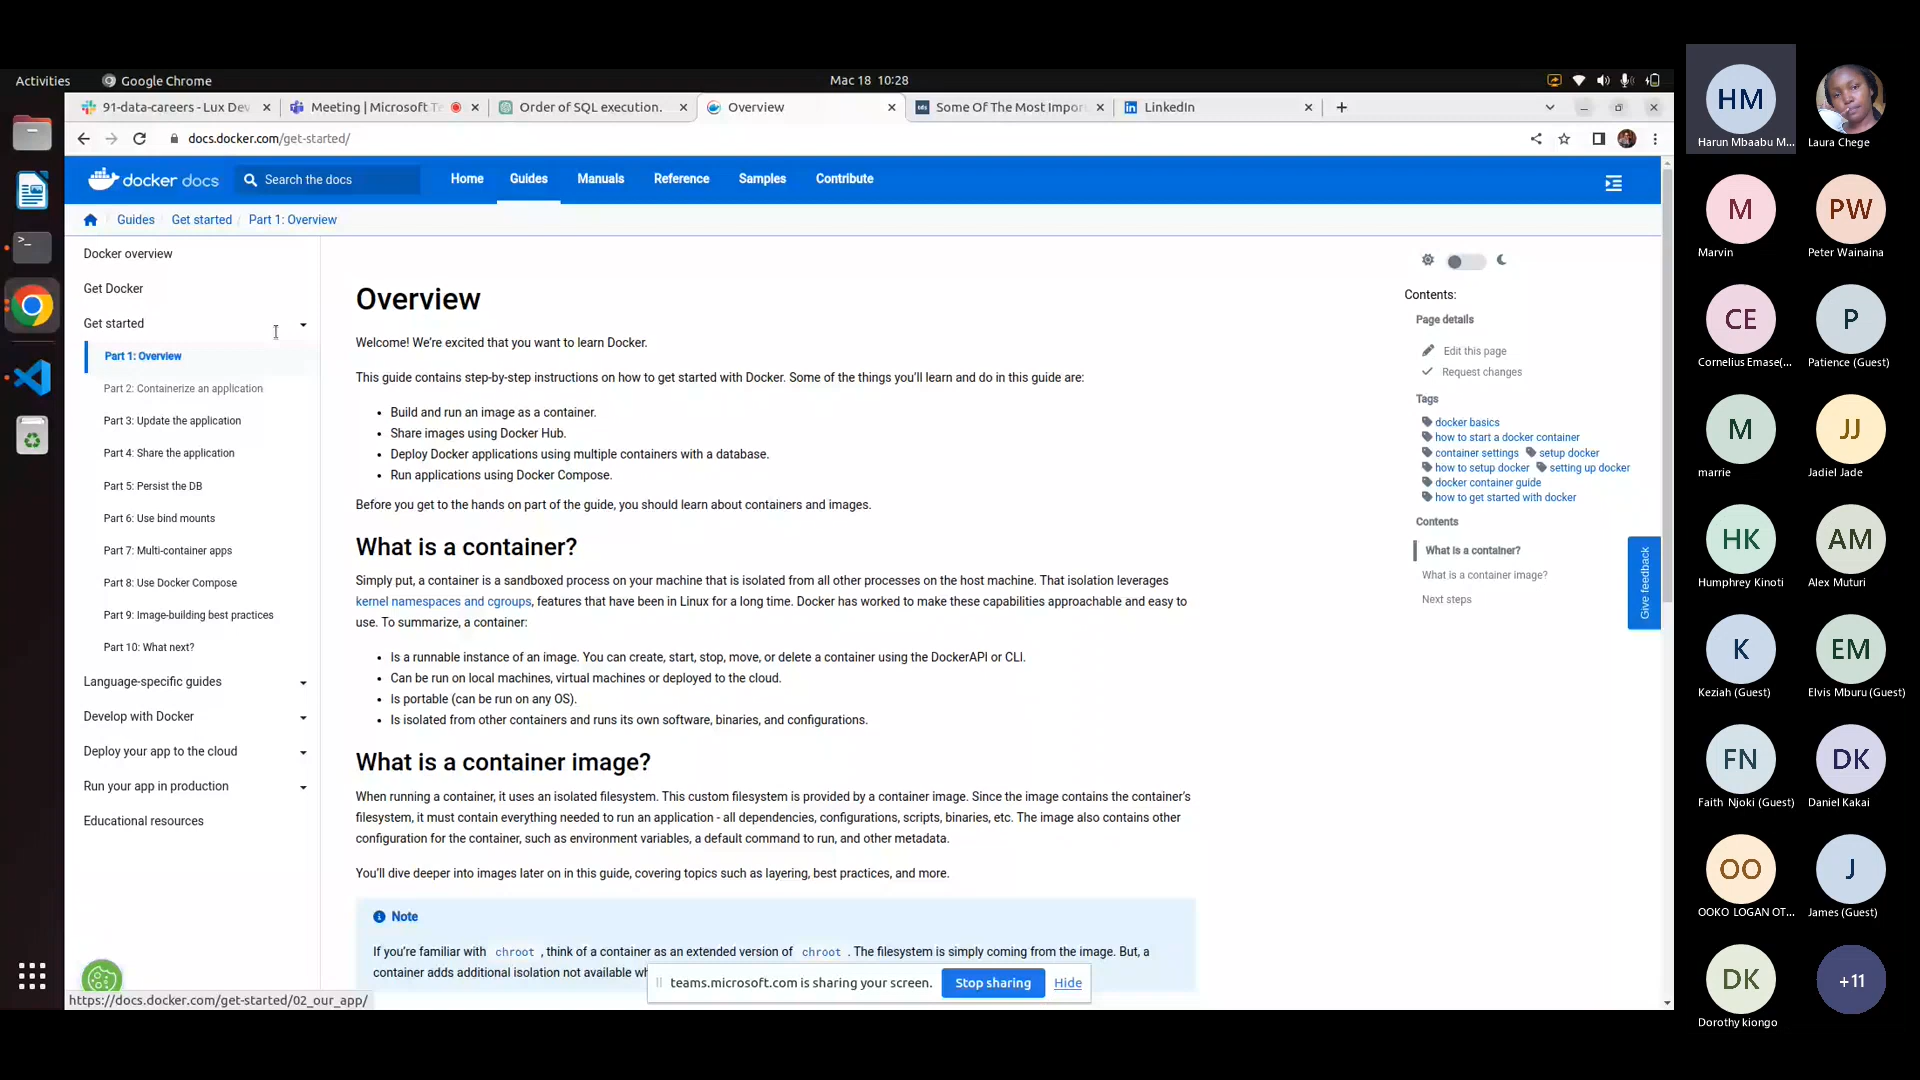 Activities
Google Chrome
Mac 18 10:28
91-data-careers - Lux Dev
Meeting | Microsoft Te
Order of SQL execution.
Overview
Some Of The Most Impor
LinkedIn
docs.docker.com/get-started/
docker docs
Search the docs
Home
Guides
Manuals
Reference
Samples
Contribute
Guides
Get started
Part 1: Overview
Docker overview
Get Docker
Get started
Part 1: Overview
Part 2: Containerize an application
Part 3: Update the application
Part 4: Share the application
Part 5: Persist the DB
Part 6: Use bind mounts
Part 7: Multi-container apps
Part 8: Use Docker Compose
Part 9: Image-building best practices
Part 10: What next?
Language-specific guides
Develop with Docker
Deploy your app to the cloud
Run your app in production
Educational resources
https://docs.docker.com/get-started/02_our_app/
Overview
Welcome! We're excited that you want to learn Docker.
This guide contains step-by-step instructions on how to get started with Docker. Some of the things you'll learn and do in this guide are:
• Build and run an image as a container.
• Share images using Docker Hub.
• Deploy Docker applications using multiple containers with a database.
• Run applications using Docker Compose.
Before you get to the hands on part of the guide, you should learn about containers and images.
What is a container?
Simply put, a container is a sandboxed process on your machine that is isolated from all other processes on the host machine. That isolation leverages
kernel namespaces and cgroups, features that have been in Linux for a long time. Docker has worked to make these capabilities approachable and easy to
use. To summarize, a container:
• Is a runnable instance of an image. You can create, start, stop, move, or delete a container using the DockerAPI or CLI.
• Can be run on local machines, virtual machines or deployed to the cloud.
• Is portable (can be run on any OS).
• Is isolated from other containers and runs its own software, binaries, and configurations.
What is a container image?
When running a container, it uses an isolated filesystem. This custom filesystem is provided by a container image. Since the image contains the container's
filesystem, it must contain everything needed to run an application - all dependencies, configurations, scripts, binaries, etc. The image also contains other
configuration for the container, such as environment variables, a default command to run, and other metadata.
You'll dive deeper into images later on in this guide, covering topics such as layering, best practices, and more.
Note
If you're familiar with chroot , think of a container as an extended version of chroot . The filesystem is simply coming from the image. But, a
container adds additional isolation not available wh
teams.microsoft.com is sharing your screen.
Stop sharing
Hide
Contents:
Page details
Edit this page
Request changes
Tags
docker basics
how to start a docker container
container settings setup docker
how to setup docker setting up docker
docker container guide
how to get started with docker
Contents
What is a container?
What is a container image?
Next steps
Give feedback
HM
Harun Mbaabu M...
Laura Chege
M
Marvin
PW
Peter Wainaina
CE
Cornelius Emase(...
P
Patience (Guest)
M
marrie
JJ
Jadiel Jade
HK
Humphrey Kinoti
AM
Alex Muturi
K
Keziah (Guest)
EM
Elvis Mburu (Guest)
FN
Faith Njoki (Guest)
DK
Daniel Kakai
OO
OOKO LOGAN OT...
J
James (Guest)
DK
Dorothy kiongo
+11